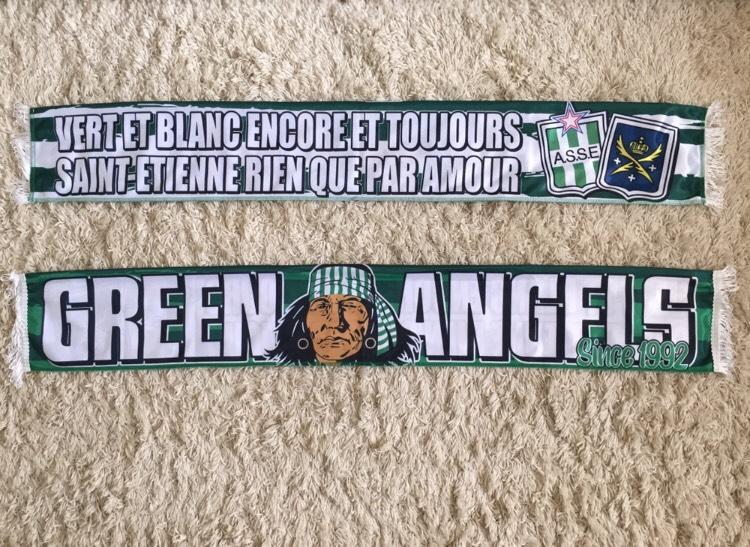 VERT ET BLANC ENCORE ET TOUJOURS
SAINT-ETIENNE RIEN QUE PAR AMOUR
A.S.S.E
GREEN ANGELS
Since 1992